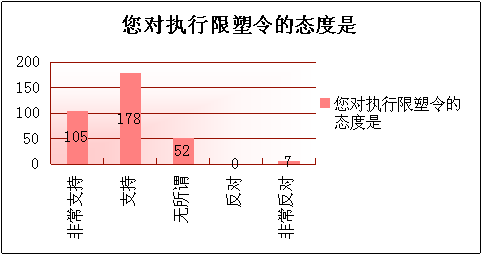 您对执行限塑令的态度是
200
150
100
50
0
105
178
52
0
7
非常支持
支持
无所谓
反对
非常反对
您对执行限塑令的
态度是